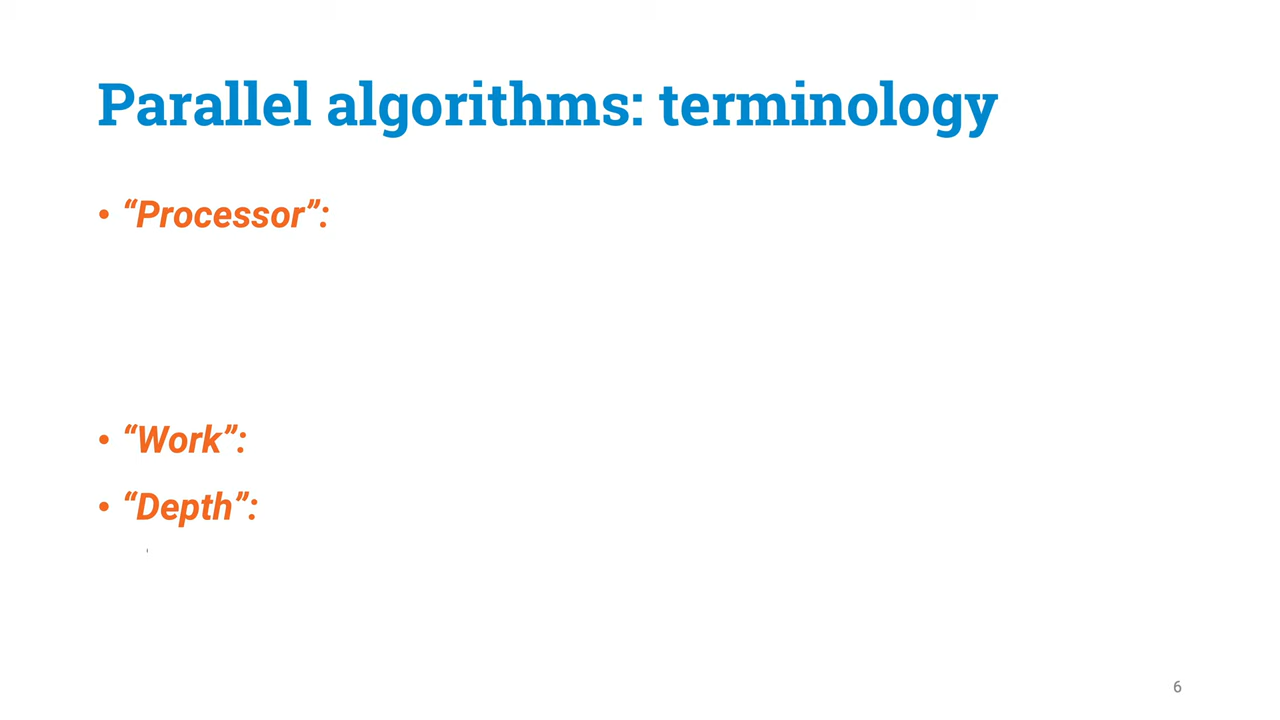 Parallel algorithms: terminology
• “Processor”:
• “Work”:
• “Depth”:
6